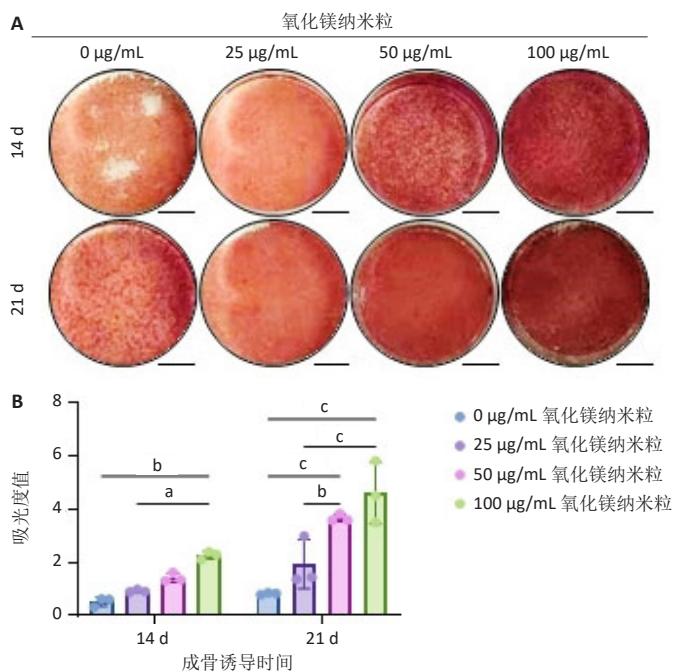 A
氧化镁纳米粒
0 μg/mL 25 μg/mL 50 μg/mL 100 μg/mL
14 d
21 d
B
8
6
4
2
0
吸光度值
b
a
c
c
c
b
14 d 21 d
成骨诱导时间
0 μg/mL 氧化镁纳米粒
25 μg/mL 氧化镁纳米粒
50 μg/mL 氧化镁纳米粒
100 μg/mL 氧化镁纳米粒